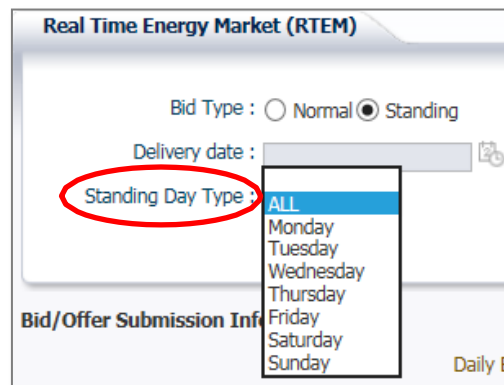 Real Time Energy Market (RTEM)
Bid Type : Normal Standing
Delivery date :
Standing Day Type :
ALL
Monday
Tuesday
Wednesday
Thursday
Friday
Saturday
Sunday
Bid/Offer Submission
Daily